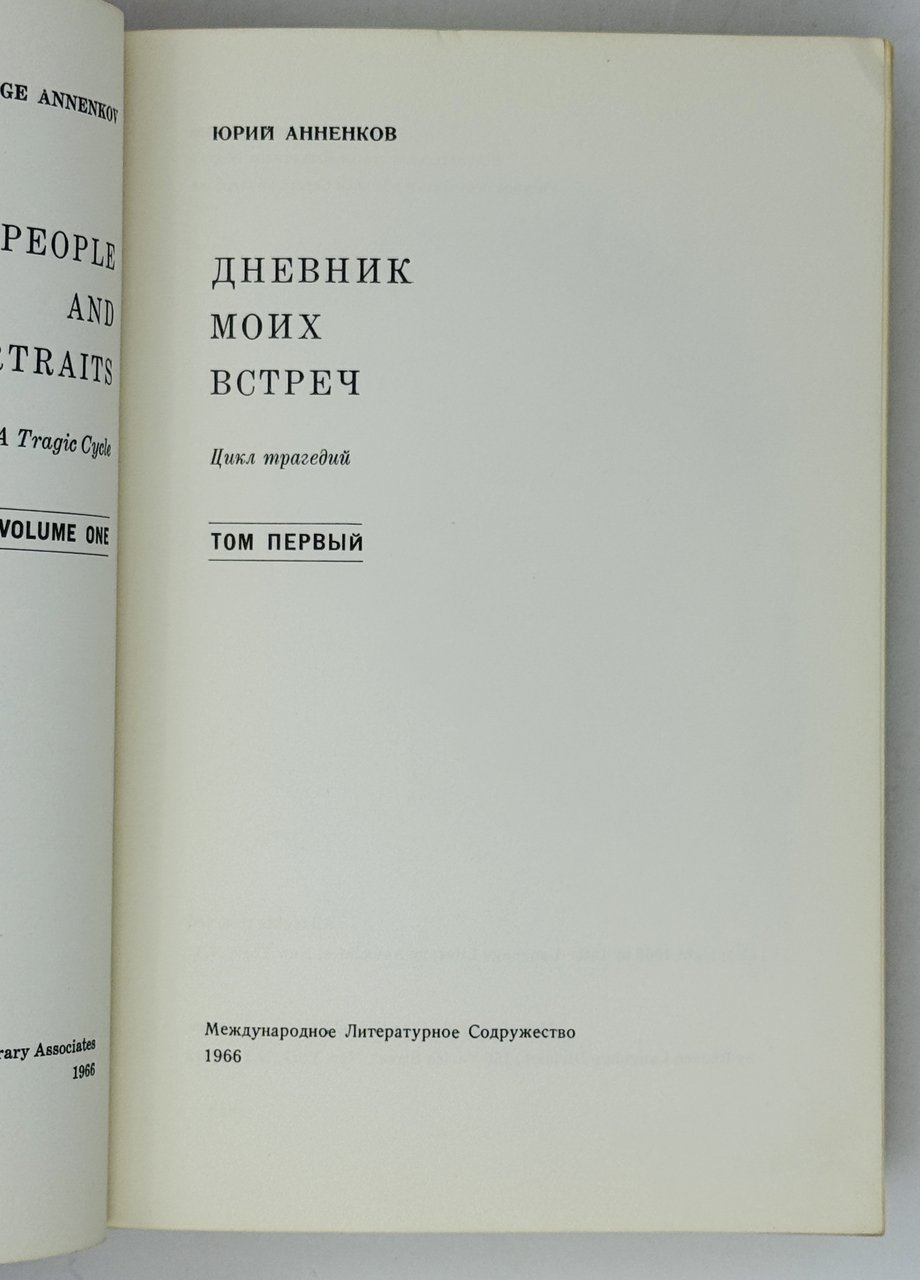 GE ANNENKOV
PEOPLE
AND
TRAITS
A Tragic Cycle
VOLUME ONE
rary Associates
1966
ЮРИЙ АННЕНКОВ
ДНЕВНИК
МОИХ
ВСТРЕЧ
Цикл трагедий
ТОМ ПЕРВЫЙ
Международное Литературное Содружество
1966